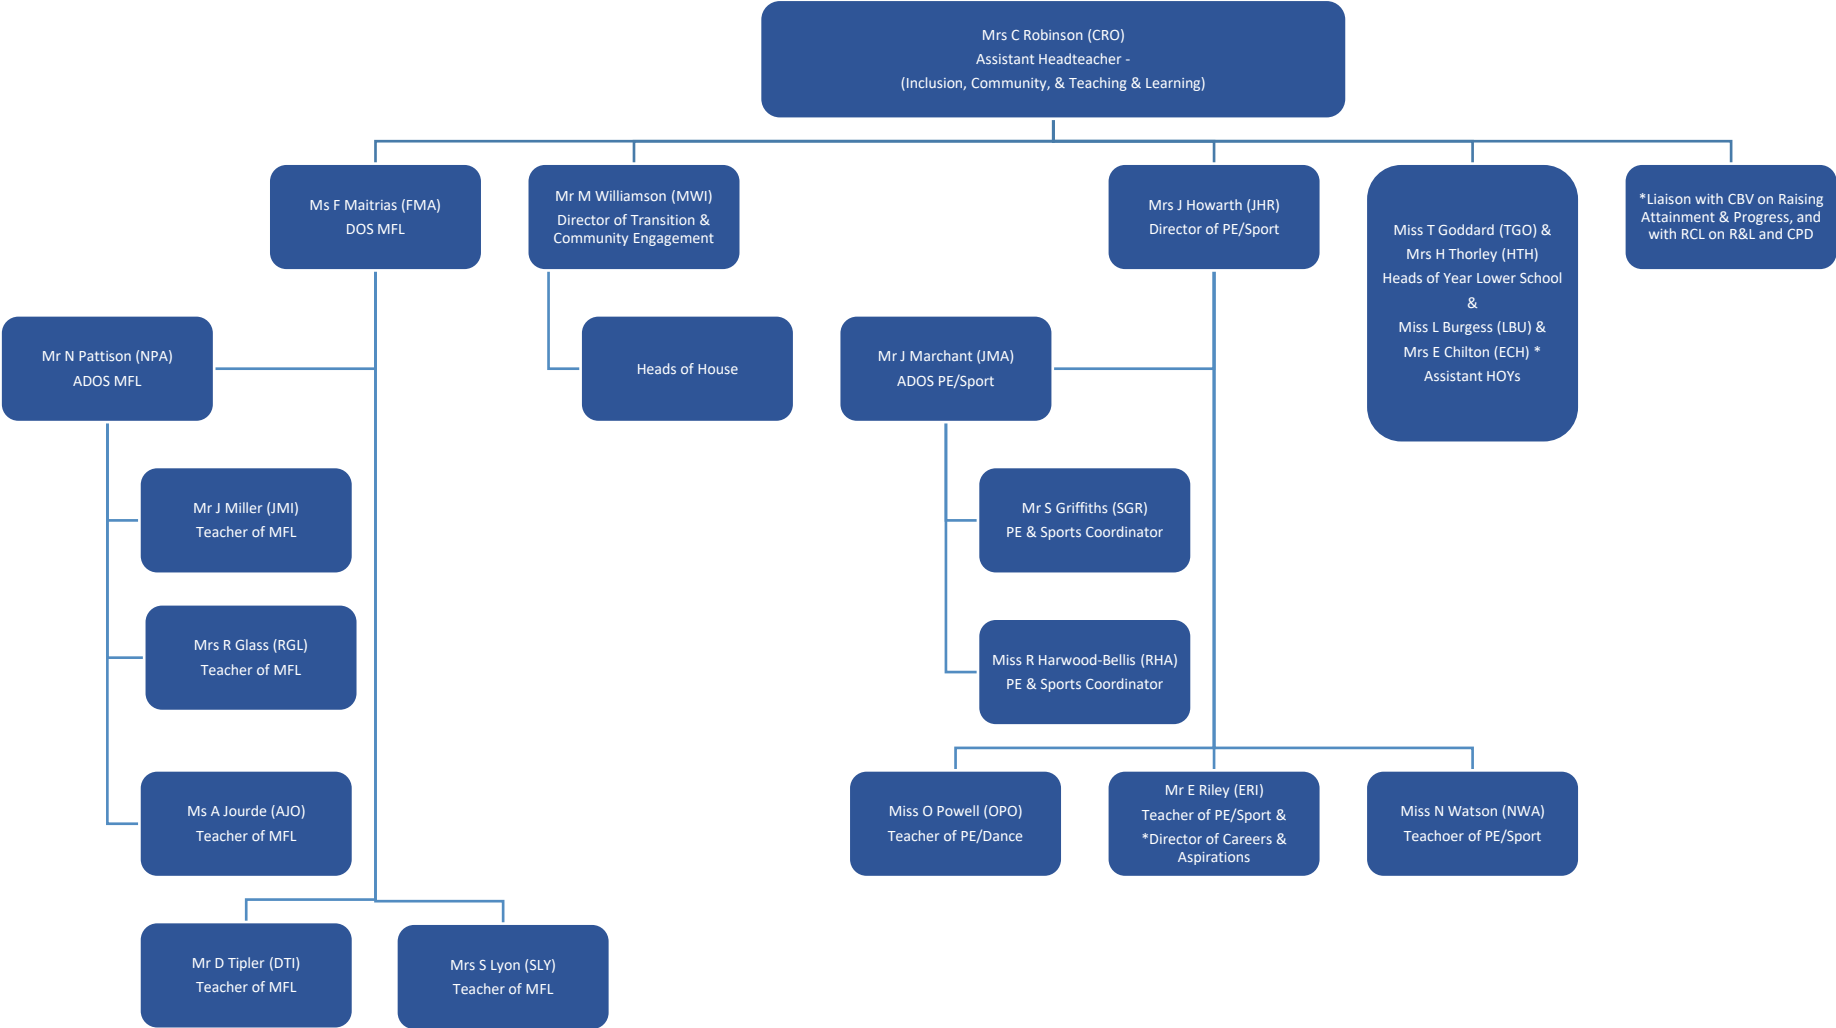 Mrs C Robinson (CRO)
Assistant Headteacher -
(Inclusion, Community, & Teaching & Learning)
Ms F Maitrias (FMA)
DOS MFL
Mr M Williamson (MWI)
Director of Transition &
Community Engagement
Mrs J Howarth (JHR)
Director of PE/Sport
Miss T Goddard (TGO) &
Mrs H Thorley (HTH)
Heads of Year Lower School
&
Miss L Burgess (LBU) &
Mrs E Chilton (ECH) *
Assistant HOYs
*Liaison with CBV on Raising
Attainment & Progress, and
with RCL on R&L and CPD
Mr N Pattison (NPA)
ADOS MFL
Heads of House
Mr J Marchant (JMA)
ADOS PE/Sport
Mr J Miller (JMI)
Teacher of MFL
Mr S Griffiths (SGR)
PE & Sports Coordinator
Mrs R Glass (RGL)
Teacher of MFL
Miss R Harwood-Bellis (RHA)
PE & Sports Coordinator
Ms A Jourde (AJO)
Teacher of MFL
Miss O Powell (OPO)
Teacher of PE/Dance
Mr E Riley (ERI)
Teacher of PE/Sport &
*Director of Careers &
Aspirations
Miss N Watson (NWA)
Teachoer of PE/Sport
Mr D Tipler (DTI)
Teacher of MFL
Mrs S Lyon (SLY)
Teacher of MFL